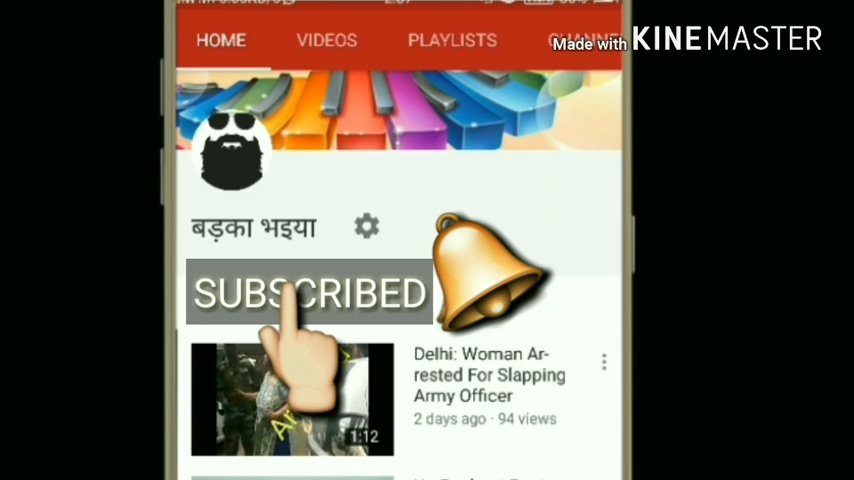 HOME VIDEOS PLAYLISTS
Made with KINEMASTER
बड़का भइया
SUBSCRIBED
Delhi: Woman Ar-
rested For Slapping
Army Officer
2 days ago · 94 views
1:12